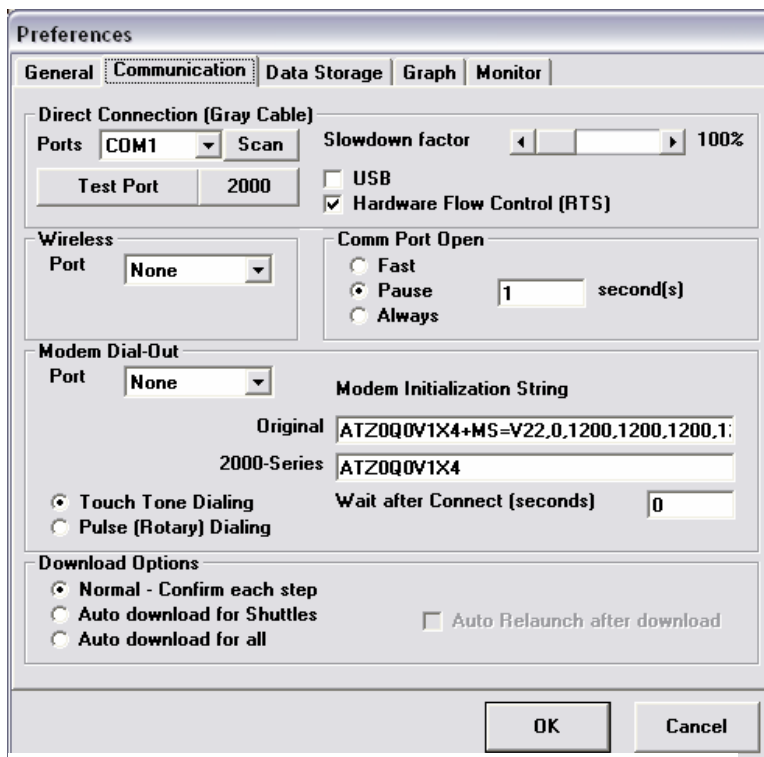 Preferences
General Communication Data Storage Graph Monitor
Direct Connection (Gray Cable)
Ports COM1 Scan Slowdown factor 100%
Test Port 2000 USB
Hardware Flow Control (RTS)
Wireless Comm Port Open
Port None Fast
Pause 1 second(s)
Always
Modem Dial-Out
Port None Modem Initialization String
Original ATZ0Q0V1X4+MS=V22,0,1200,1200,1200,1
2000-Series ATZ0Q0V1X4
Touch Tone Dialing Wait after Connect (seconds) 0
Pulse (Rotary) Dialing
Download Options
Normal - Confirm each step
Auto download for Shuttles Auto Relaunch after download
Auto download for all
OK Cancel